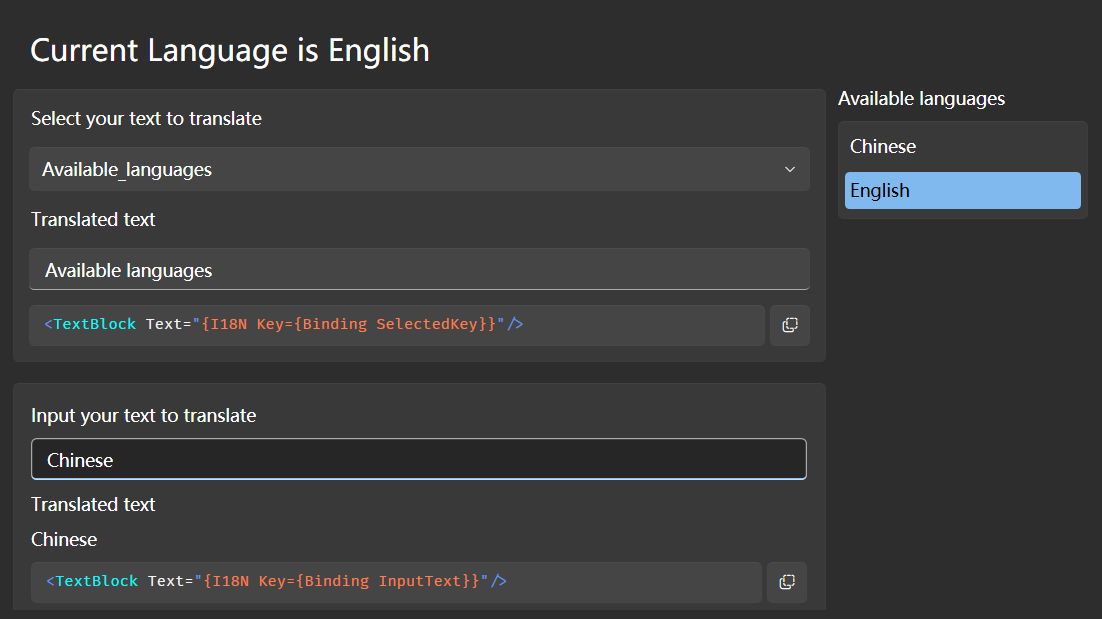 Current Language is English
Select your text to translate
Available_languages
Translated text
Available languages
<TextBlock Text="{I18N Key={Binding SelectedKey}}"/>
Input your text to translate
Chinese
Translated text
Chinese
<TextBlock Text="{I18N Key={Binding InputText}}"/>
Available languages
Chinese
English